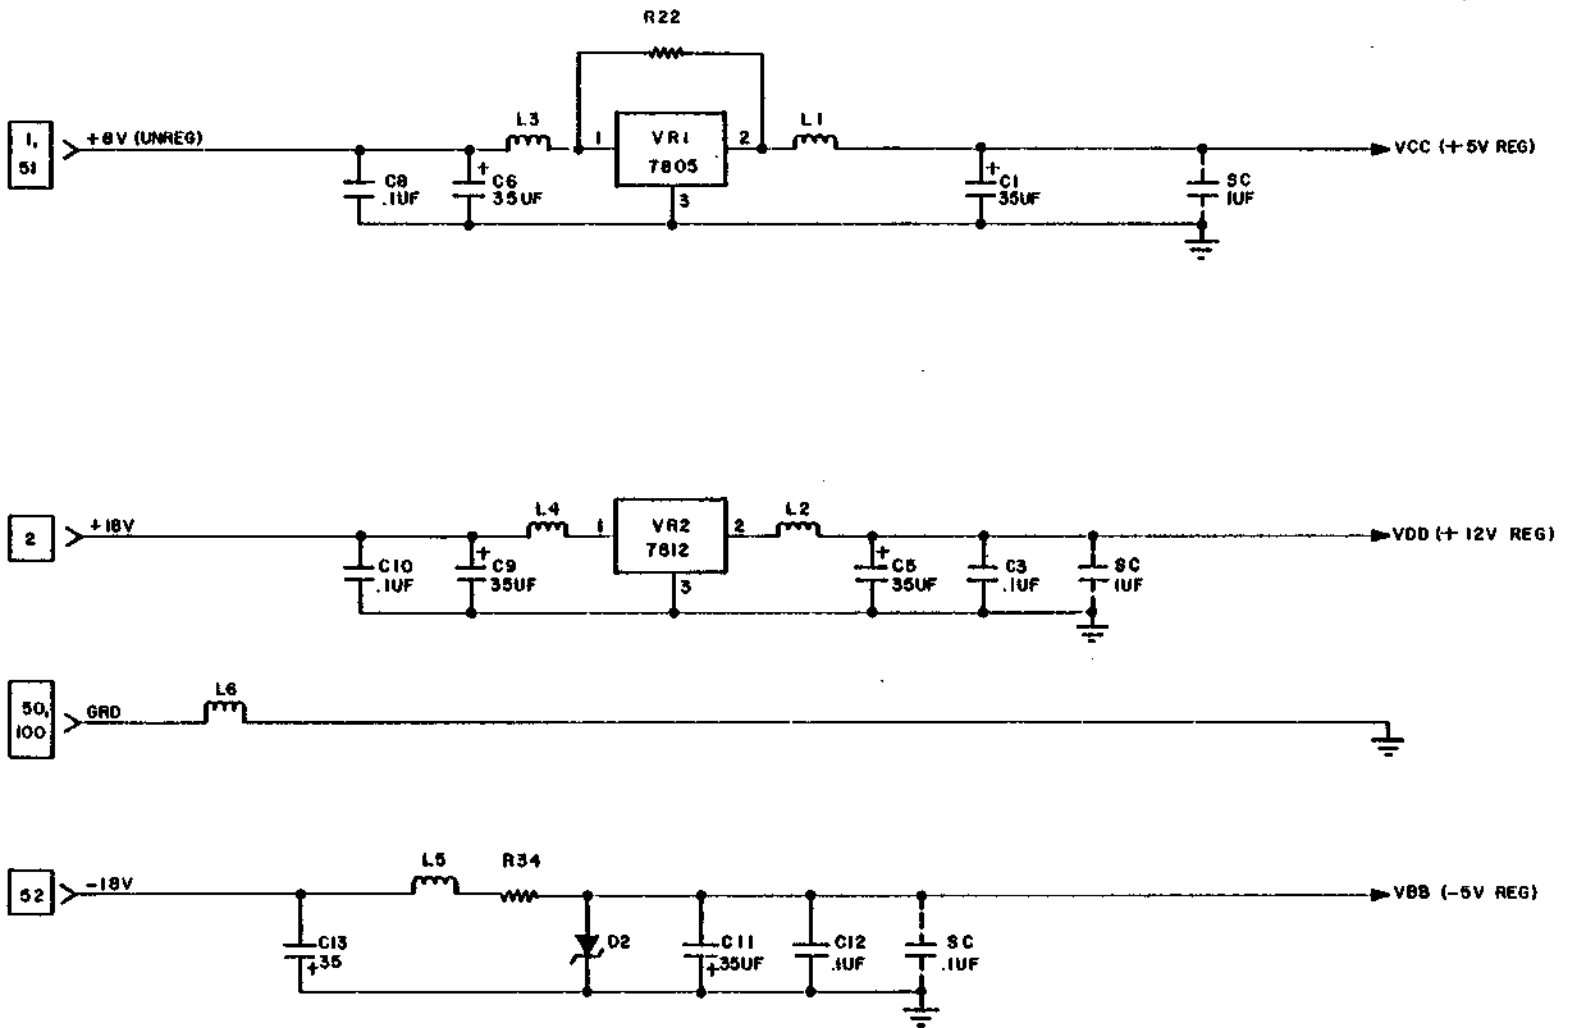 R22
L3
L1
1,
51
+8V (UNREG)
1
VR1
7805
2
3
VCC (+5V REG)
+
C8
.1UF
C6
35UF
+
C1
35UF
SC
1UF
L4
L2
2
+18V
1
VR2
7812
2
3
VDD (+12V REG)
C10
.1UF
+
C9
35UF
+
C5
35UF
C3
.1UF
SC
1UF
50,
100
GRD
L6
52
-18V
L5
R34
VBB (-5V REG)
C13
+35
D2
C11
+35UF
C12
.1UF
SC
.1UF